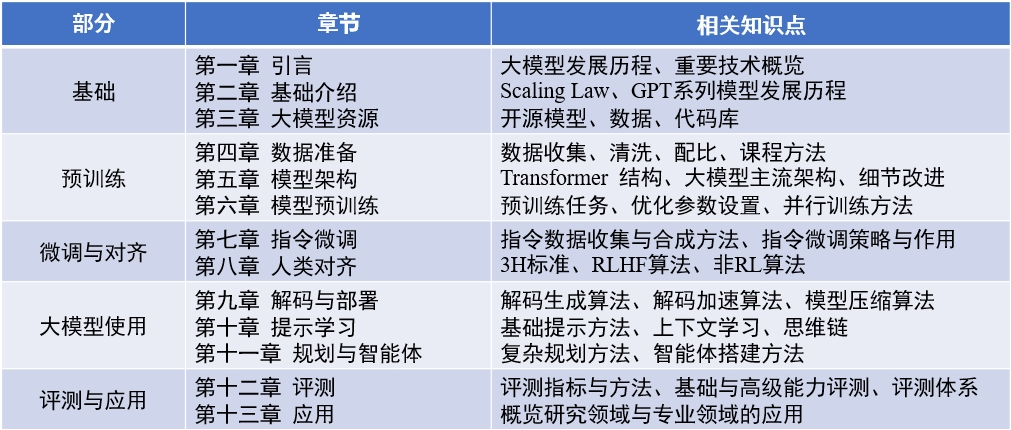 部分 章节 相关知识点
基础
第一章 引言 大模型发展历程、重要技术概览
第二章 基础介绍 Scaling Law、GPT系列模型发展历程
第三章 大模型资源 开源模型、数据、代码库
预训练
第四章 数据准备 数据收集、清洗、配比、课程方法
第五章 模型架构 Transformer 结构、大模型主流架构、细节改进
第六章 模型预训练 预训练任务、优化参数设置、并行训练方法
微调与对齐
第七章 指令微调 指令数据收集与合成方法、指令微调策略与作用
第八章 人类对齐 3H标准、RLHF算法、非RL算法
大模型使用
第九章 解码与部署 解码生成算法、解码加速算法、模型压缩算法
第十章 提示学习 基础提示方法、上下文学习、思维链
第十一章 规划与智能体 复杂规划方法、智能体搭建方法
评测与应用
第十二章 评测 评测指标与方法、基础与高级能力评测、评测体系
第十三章 应用 概览研究领域与专业领域的应用